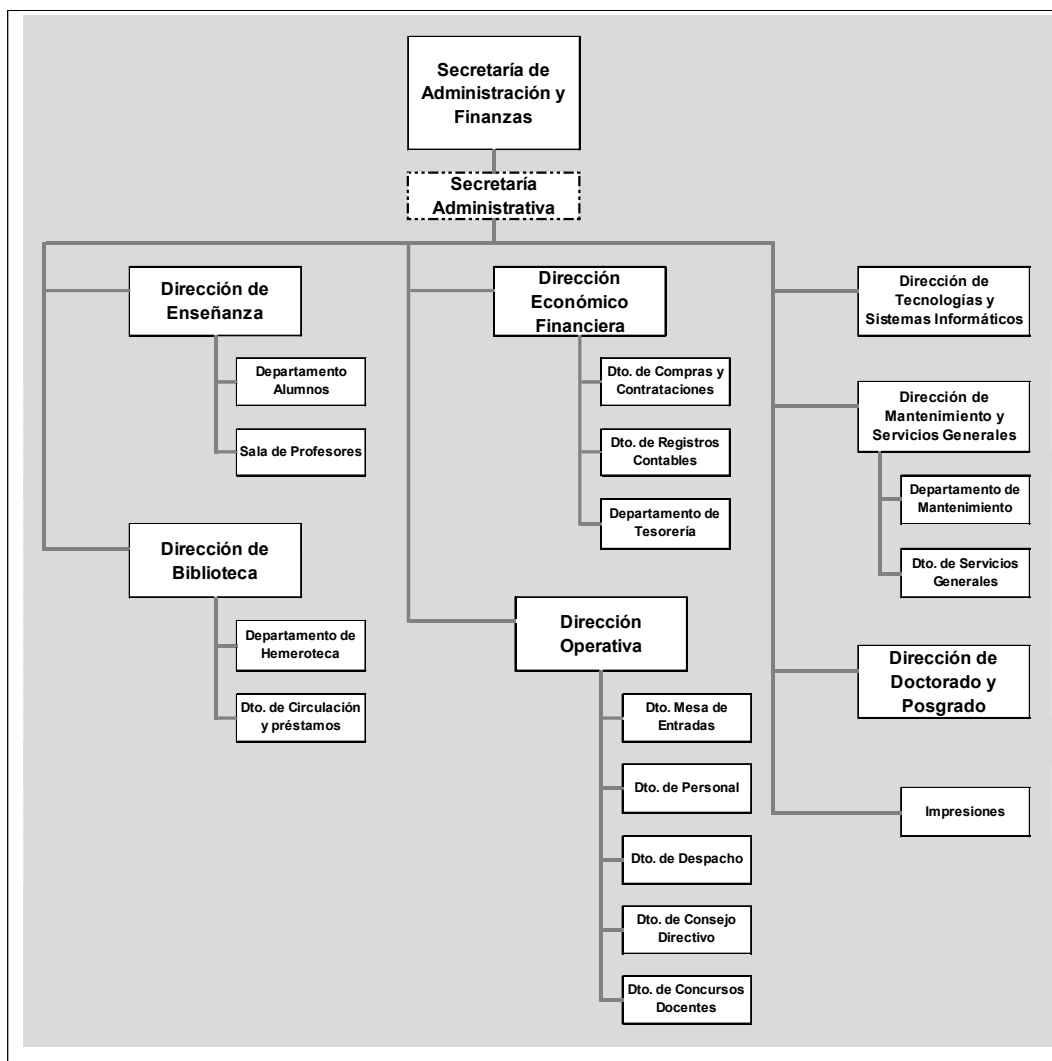 Secretaría de
Administración y
Finanzas
Secretaría
Administrativa
Dirección de
Enseñanza
Departamento
Alumnos
Sala de Profesores
Dirección de
Biblioteca
Departamento de
Hemeroteca
Dto. de Circulación
y préstamos
Dirección
Económico
Financiera
Dto. de Compras y
Contrataciones
Dto. de Registros
Contables
Departamento de
Tesorería
Dirección
Operativa
Dto. Mesa de
Entradas
Dto. de Personal
Dto. de Despacho
Dto. de Consejo
Directivo
Dto. de Concursos
Docentes
Dirección de
Tecnologías y
Sistemas Informáticos
Dirección de
Mantenimiento y
Servicios Generales
Departamento de
Mantenimiento
Dto. de Servicios
Generales
Dirección de
Doctorado y
Posgrado
Impresiones